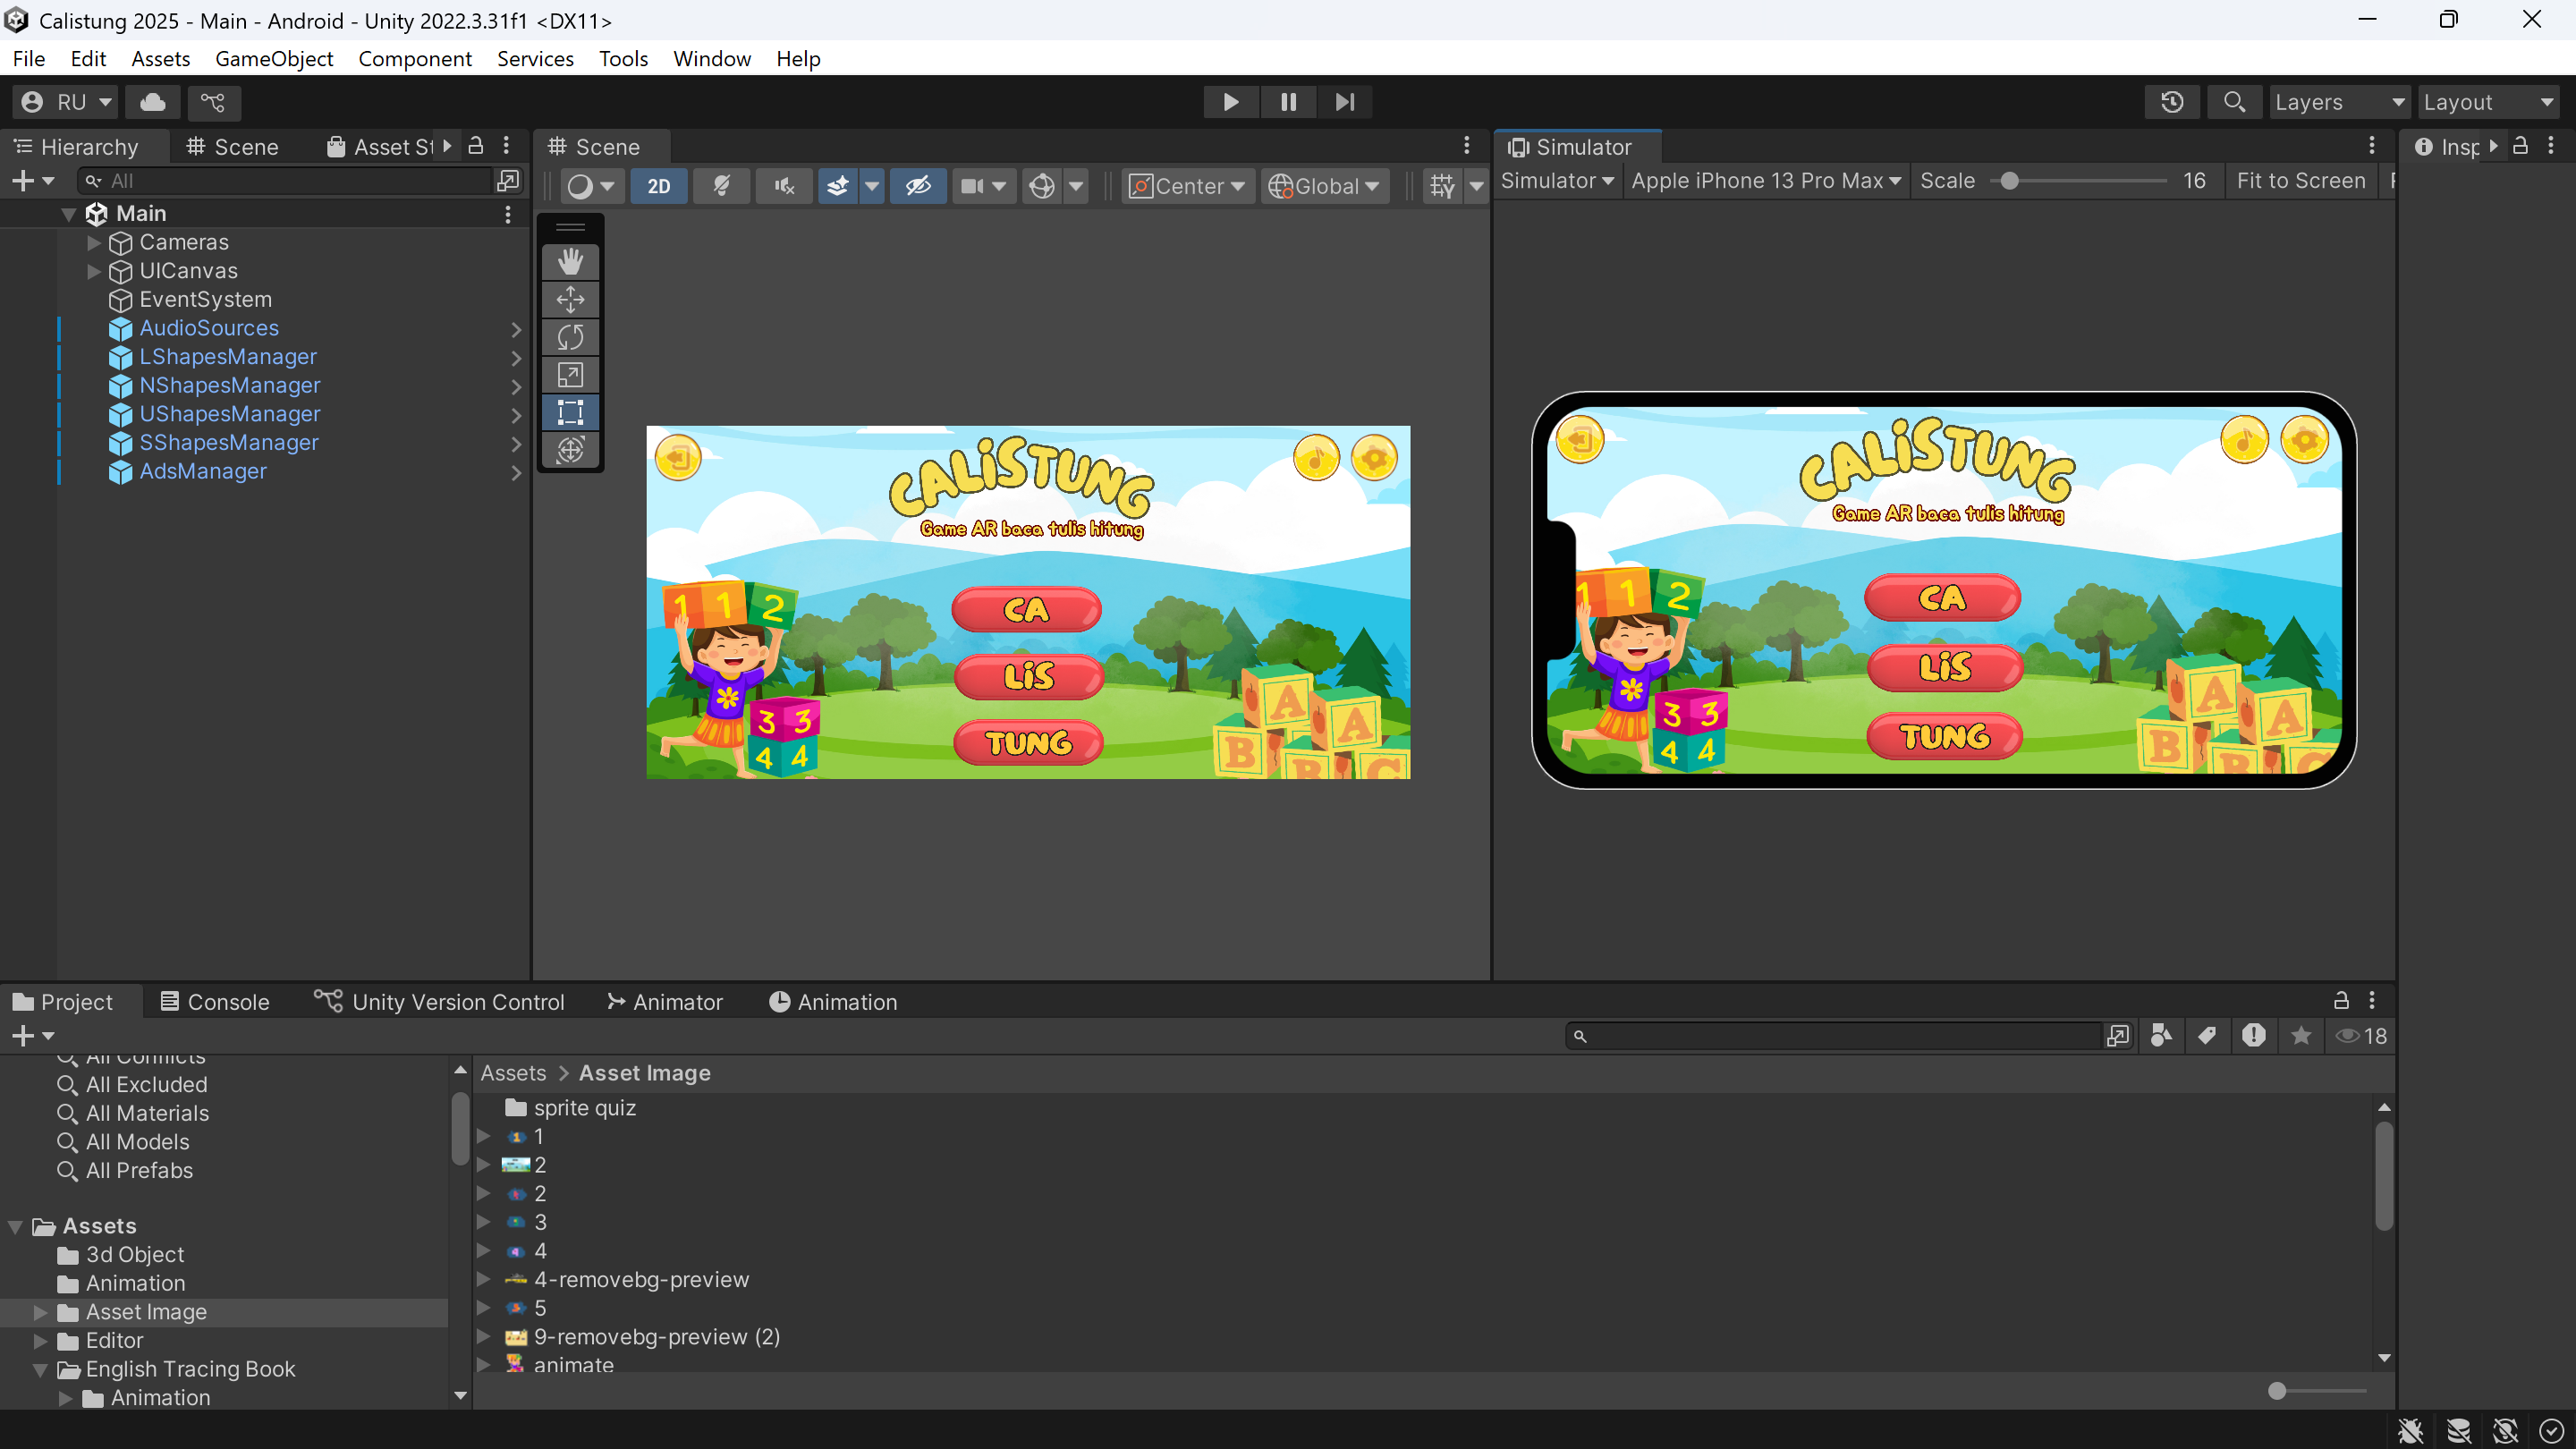 Calistung 2025 - Main - Android - Unity 2022.3.31f1 <DX11>
File Edit Assets GameObject Component Services Tools Window Help
RU Layers Layout
Hierarchy Scene Asset St Scene Simulator Insp
All 2D Center Global Simulator Apple iPhone 13 Pro Max Scale 16 Fit to Screen
Main
Cameras
UICanvas
EventSystem
AudioSources
LShapesManager
NShapesManager
UShapesManager
SShapesManager
AdsManager
CALiSTUNG
Game AR baca tulis hitung
1 1 2
CA
LiS
TUNG
3 3
4 4
A A
B B C
CALiSTUNG
Game AR baca tulis hitung
1 1 2
CA
LiS
TUNG
3 3
4 4
A A
B B C
Project Console Unity Version Control Animator Animation
18
All Conflicts
All Excluded
All Materials
All Models
All Prefabs
Assets
3d Object
Animation
Asset Image
Editor
English Tracing Book
Animation
Assets > Asset Image
sprite quiz
1
2
2
3
4
4-removebg-preview
5
9-removebg-preview (2)
animate